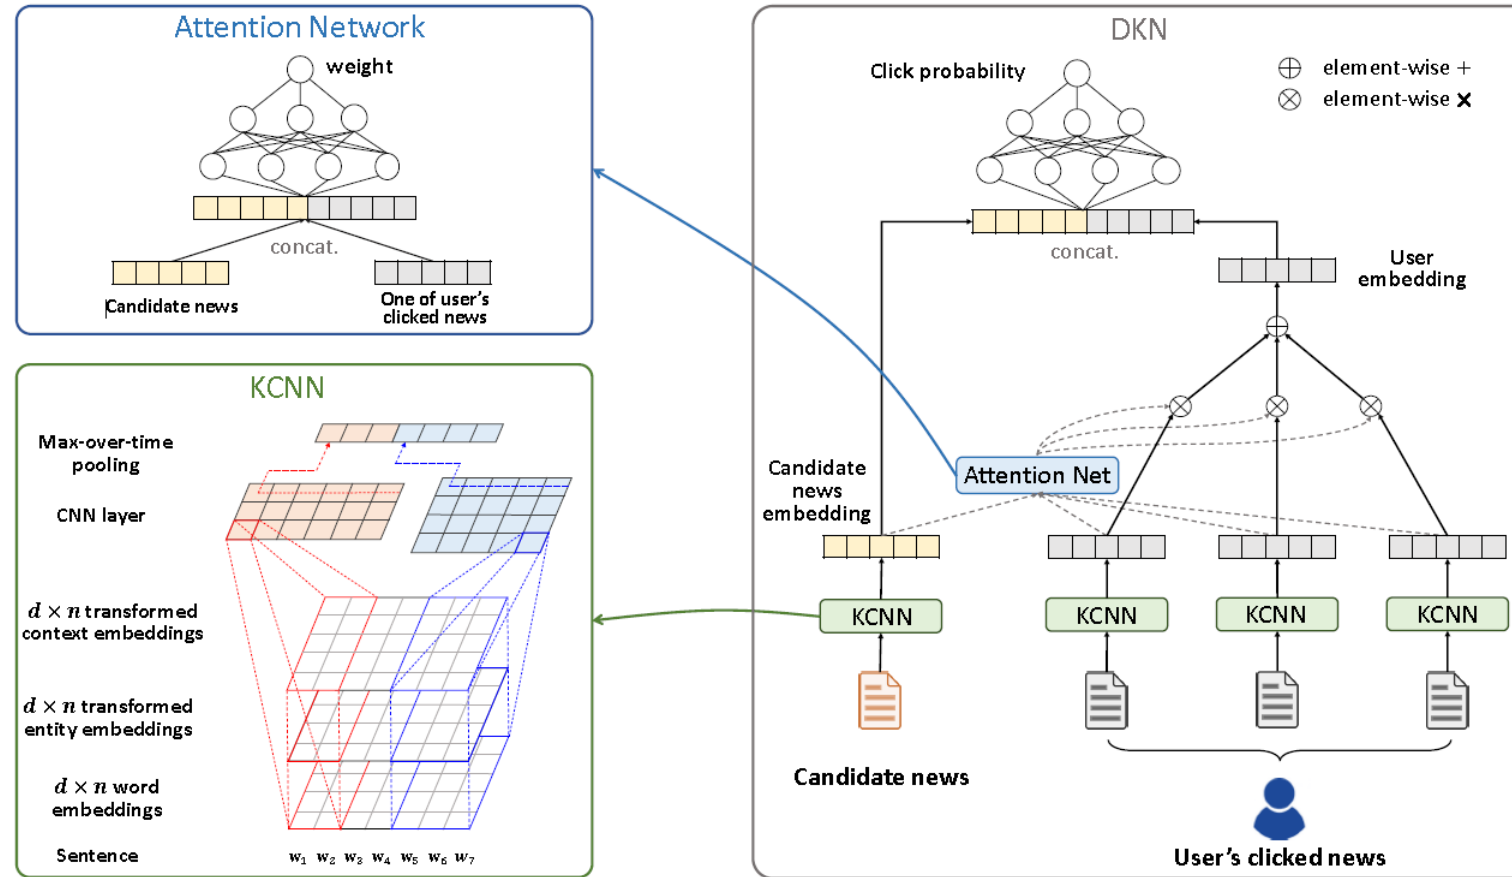 Attention Network
weight
concat.
Candidate news
One of user's
clicked news
KCNN
Max-over-time
pooling
CNN layer
d × n transformed
context embeddings
d × n transformed
entity embeddings
d × n word
embeddings
Sentence
w₁ w₂ w₃ w₄ w₅ w₆ w₇
DKN
Click probability
⊕ element-wise +
⊗ element-wise ×
concat.
User
embedding
Candidate
news
embedding
Attention Net
KCNN
KCNN
KCNN
KCNN
Candidate news
User's clicked news